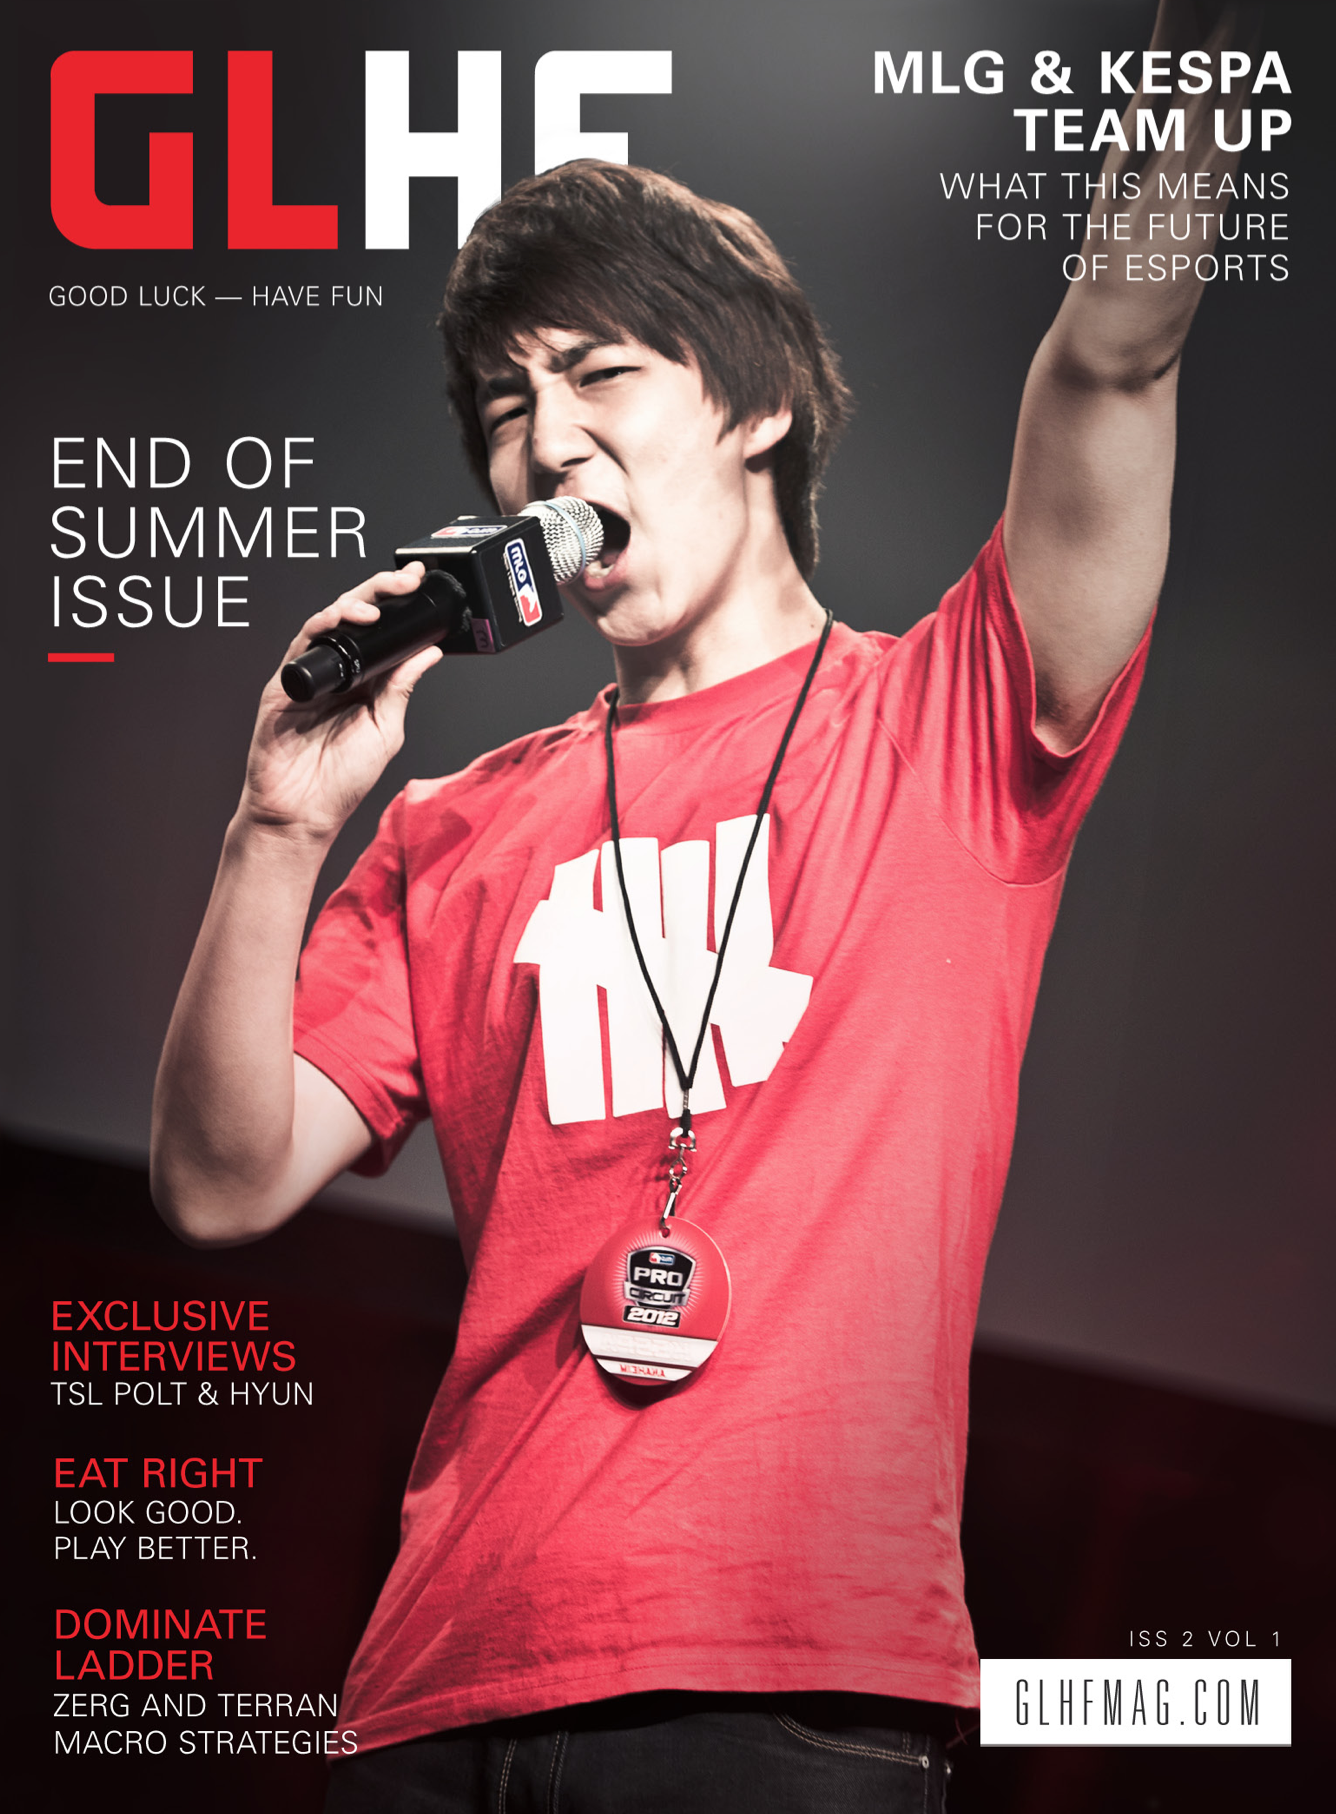 GLHF
GOOD LUCK — HAVE FUN
MLG & KESPA
TEAM UP
WHAT THIS MEANS
FOR THE FUTURE
OF ESPORTS
END OF
SUMMER
ISSUE
MLG
PRO
CIRCUIT
2012
EXCLUSIVE
INTERVIEWS
TSL POLT & HYUN
EAT RIGHT
LOOK GOOD.
PLAY BETTER.
DOMINATE
LADDER
ZERG AND TERRAN
MACRO STRATEGIES
ISS 2 VOL 1
GLHFMAG.COM